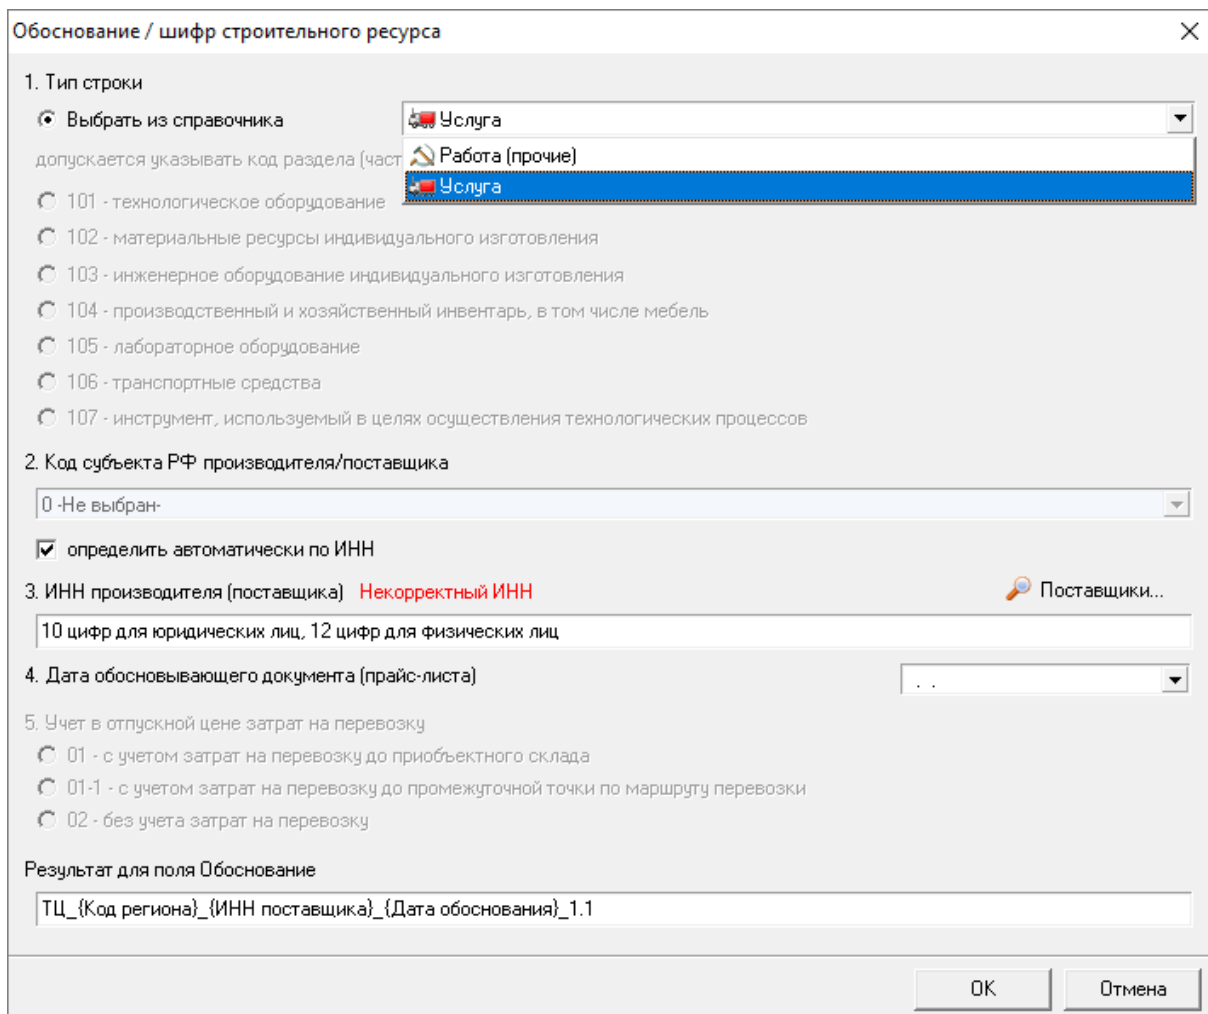 Обоснование / шифр строительного ресурса
1. Тип строки
Выбрать из справочника
Услуга
допускается указывать код раздела (част
Работа (прочие)
Услуга
101 - технологическое оборудование
102 - материальные ресурсы индивидуального изготовления
103 - инженерное оборудование индивидуального изготовления
104 - производственный и хозяйственный инвентарь, в том числе мебель
105 - лабораторное оборудование
106 - транспортные средства
107 - инструмент, используемый в целях осуществления технологических процессов
2. Код субъекта РФ производителя/поставщика
0 -Не выбран-
определить автоматически по ИНН
3. ИНН производителя (поставщика) Некорректный ИНН Поставщики...
10 цифр для юридических лиц, 12 цифр для физических лиц
4. Дата обосновывающего документа (прайс-листа) . .
5. Учет в отпускной цене затрат на перевозку
01 - с учетом затрат на перевозку до приобъектного склада
01-1 - с учетом затрат на перевозку до промежуточной точки по маршруту перевозки
02 - без учета затрат на перевозку
Результат для поля Обоснование
ТЦ_{Код региона}_{ИНН поставщика}_{Дата обоснования}_1.1
ОК Отмена